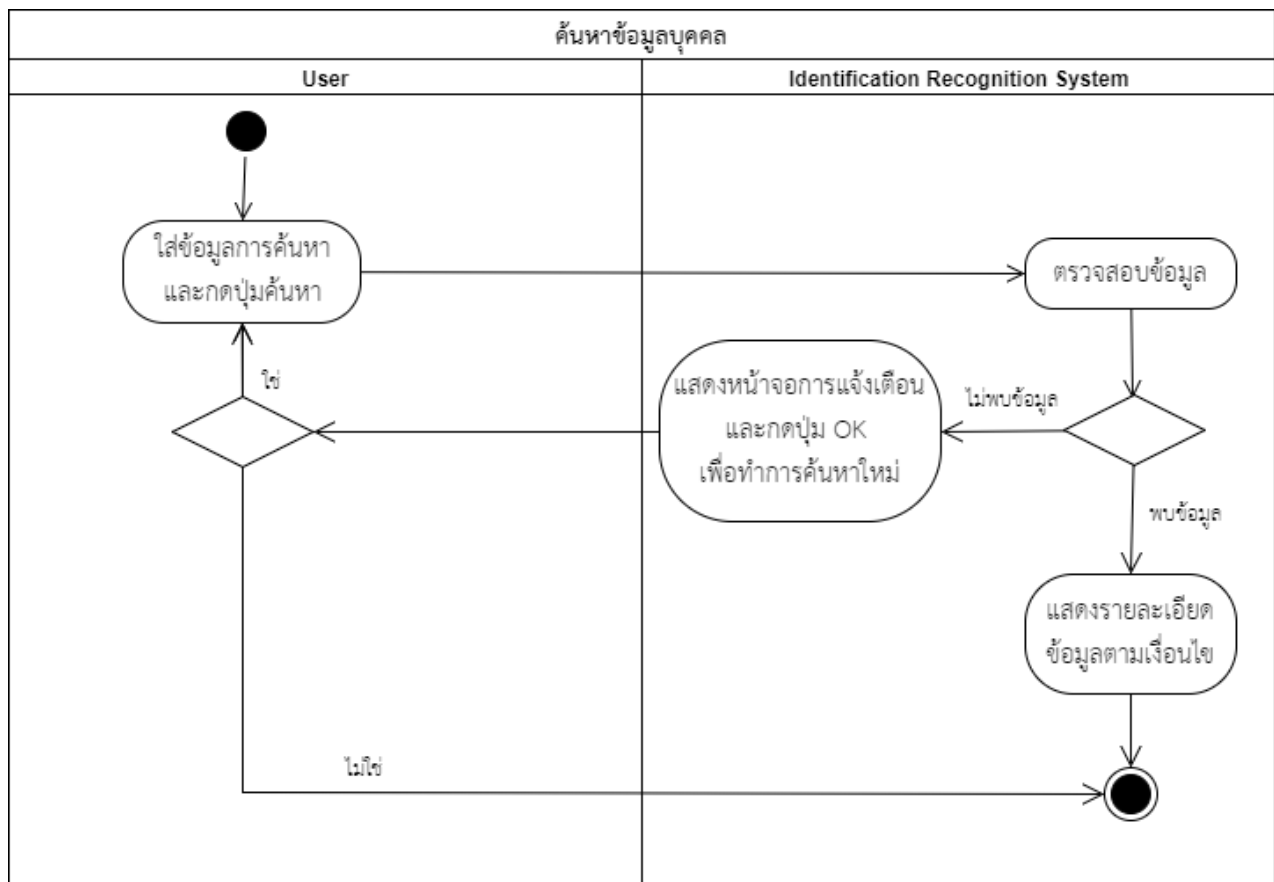 ค้นหาข้อมูลบุคคล
User
Identification Recognition System
ใส่ข้อมูลการค้นหา
และกดปุ่มค้นหา
ตรวจสอบข้อมูล
ใช่
แสดงหน้าจอการแจ้งเตือน
และกดปุ่ม OK
เพื่อทำการค้นหาใหม่
ไม่พบข้อมูล
พบข้อมูล
แสดงรายละเอียด
ข้อมูลตามเงื่อนไข
ไม่ใช่